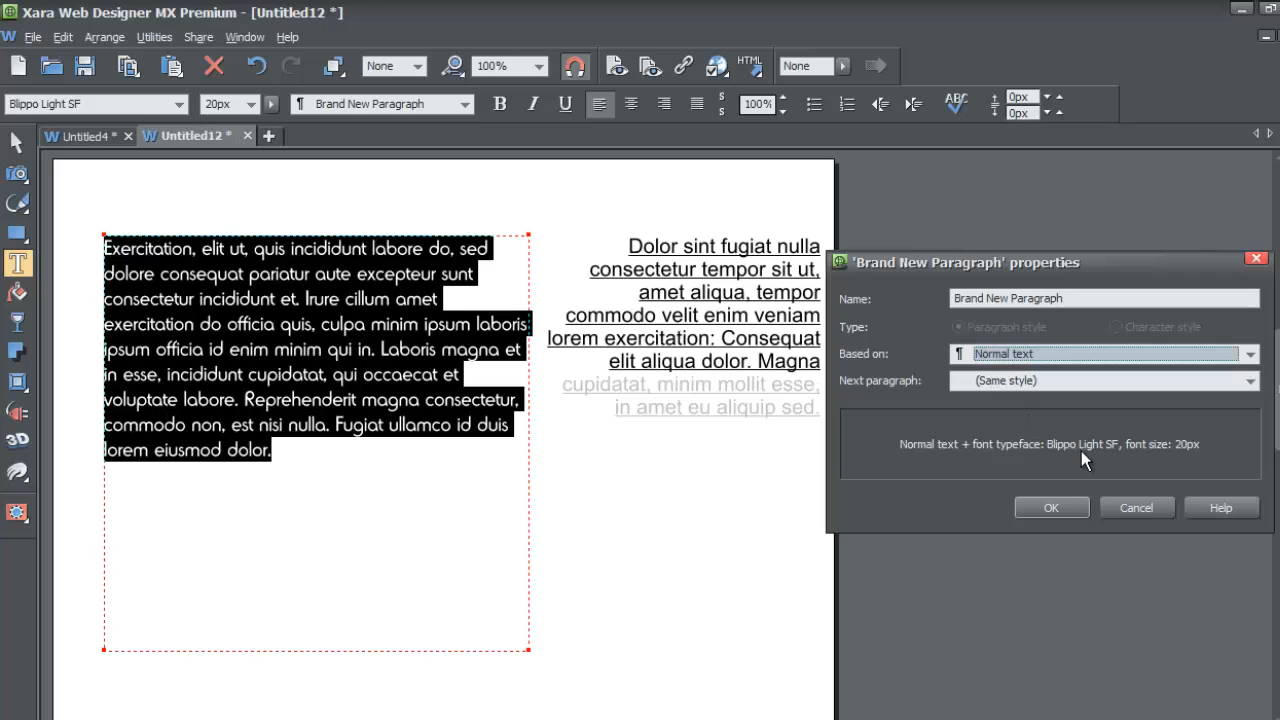 Xara Web Designer MX Premium - [Untitled12 *]
File Edit Arrange Utilities Share Window Help
None 100% HTML None
Blippo Light SF 20px ¶ Brand New Paragraph B I U S S 100% ABC 0px
0px
Untitled4 * Untitled12 *
T
3D
Exercitation, elit ut, quis incididunt labore do, sed
dolore consequat pariatur aute excepteur sunt
consectetur incididunt et. Irure cillum amet
exercitation do officia quis, culpa minim ipsum laboris
ipsum officia id enim minim qui in. Laboris magna et
in esse, incididunt cupidatat, qui occaecat et
voluptate labore. Reprehenderit magna consectetur,
commodo non, est nisi nulla. Fugiat ullamco id duis
lorem eiusmod dolor.
Dolor sint fugiat nulla
consectetur tempor sit ut,
amet aliqua, tempor
commodo velit enim veniam
lorem exercitation: Consequat
elit aliqua dolor. Magna
cupidatat, minim mollit esse,
in amet eu aliquip sed.
'Brand New Paragraph' properties
Name: Brand New Paragraph
Type: Paragraph style Character style
Based on: ¶ Normal text
Next paragraph: (Same style)
Normal text + font typeface: Blippo Light SF, font size: 20px
OK Cancel Help